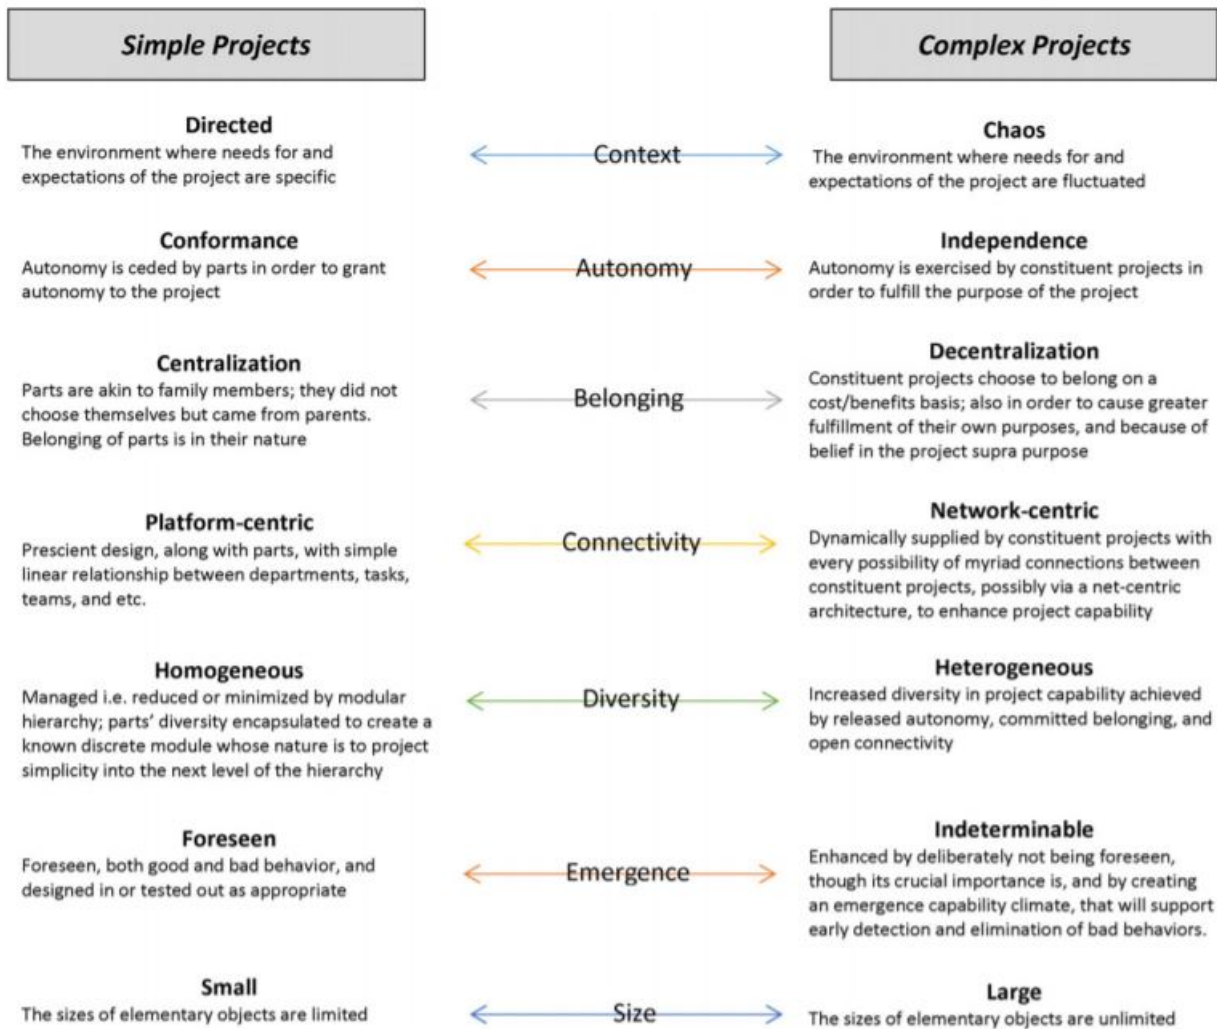 Simple Projects
Complex Projects
Directed
The environment where needs for and
expectations of the project are specific
Context
Chaos
The environment where needs for and
expectations of the project are fluctuated
Conformance
Autonomy is ceded by parts in order to grant
autonomy to the project
Autonomy
Independence
Autonomy is exercised by constituent projects in
order to fulfill the purpose of the project
Centralization
Parts are akin to family members; they did not
choose themselves but came from parents.
Belonging of parts is in their nature
Belonging
Decentralization
Constituent projects choose to belong on a
cost/benefits basis; also in order to cause greater
fulfillment of their own purposes, and because of
belief in the project supra purpose
Platform-centric
Prescient design, along with parts, with simple
linear relationship between departments, tasks,
teams, and etc.
Connectivity
Network-centric
Dynamically supplied by constituent projects with
every possibility of myriad connections between
constituent projects, possibly via a net-centric
architecture, to enhance project capability
Homogeneous
Managed i.e. reduced or minimized by modular
hierarchy; parts' diversity encapsulated to create a
known discrete module whose nature is to project
simplicity into the next level of the hierarchy
Diversity
Heterogeneous
Increased diversity in project capability achieved
by released autonomy, committed belonging, and
open connectivity
Foreseen
Foreseen, both good and bad behavior, and
designed in or tested out as appropriate
Emergence
Indeterminable
Enhanced by deliberately not being foreseen,
though its crucial importance is, and by creating
an emergence capability climate, that will support
early detection and elimination of bad behaviors.
Small
The sizes of elementary objects are limited
Size
Large
The sizes of elementary objects are unlimited